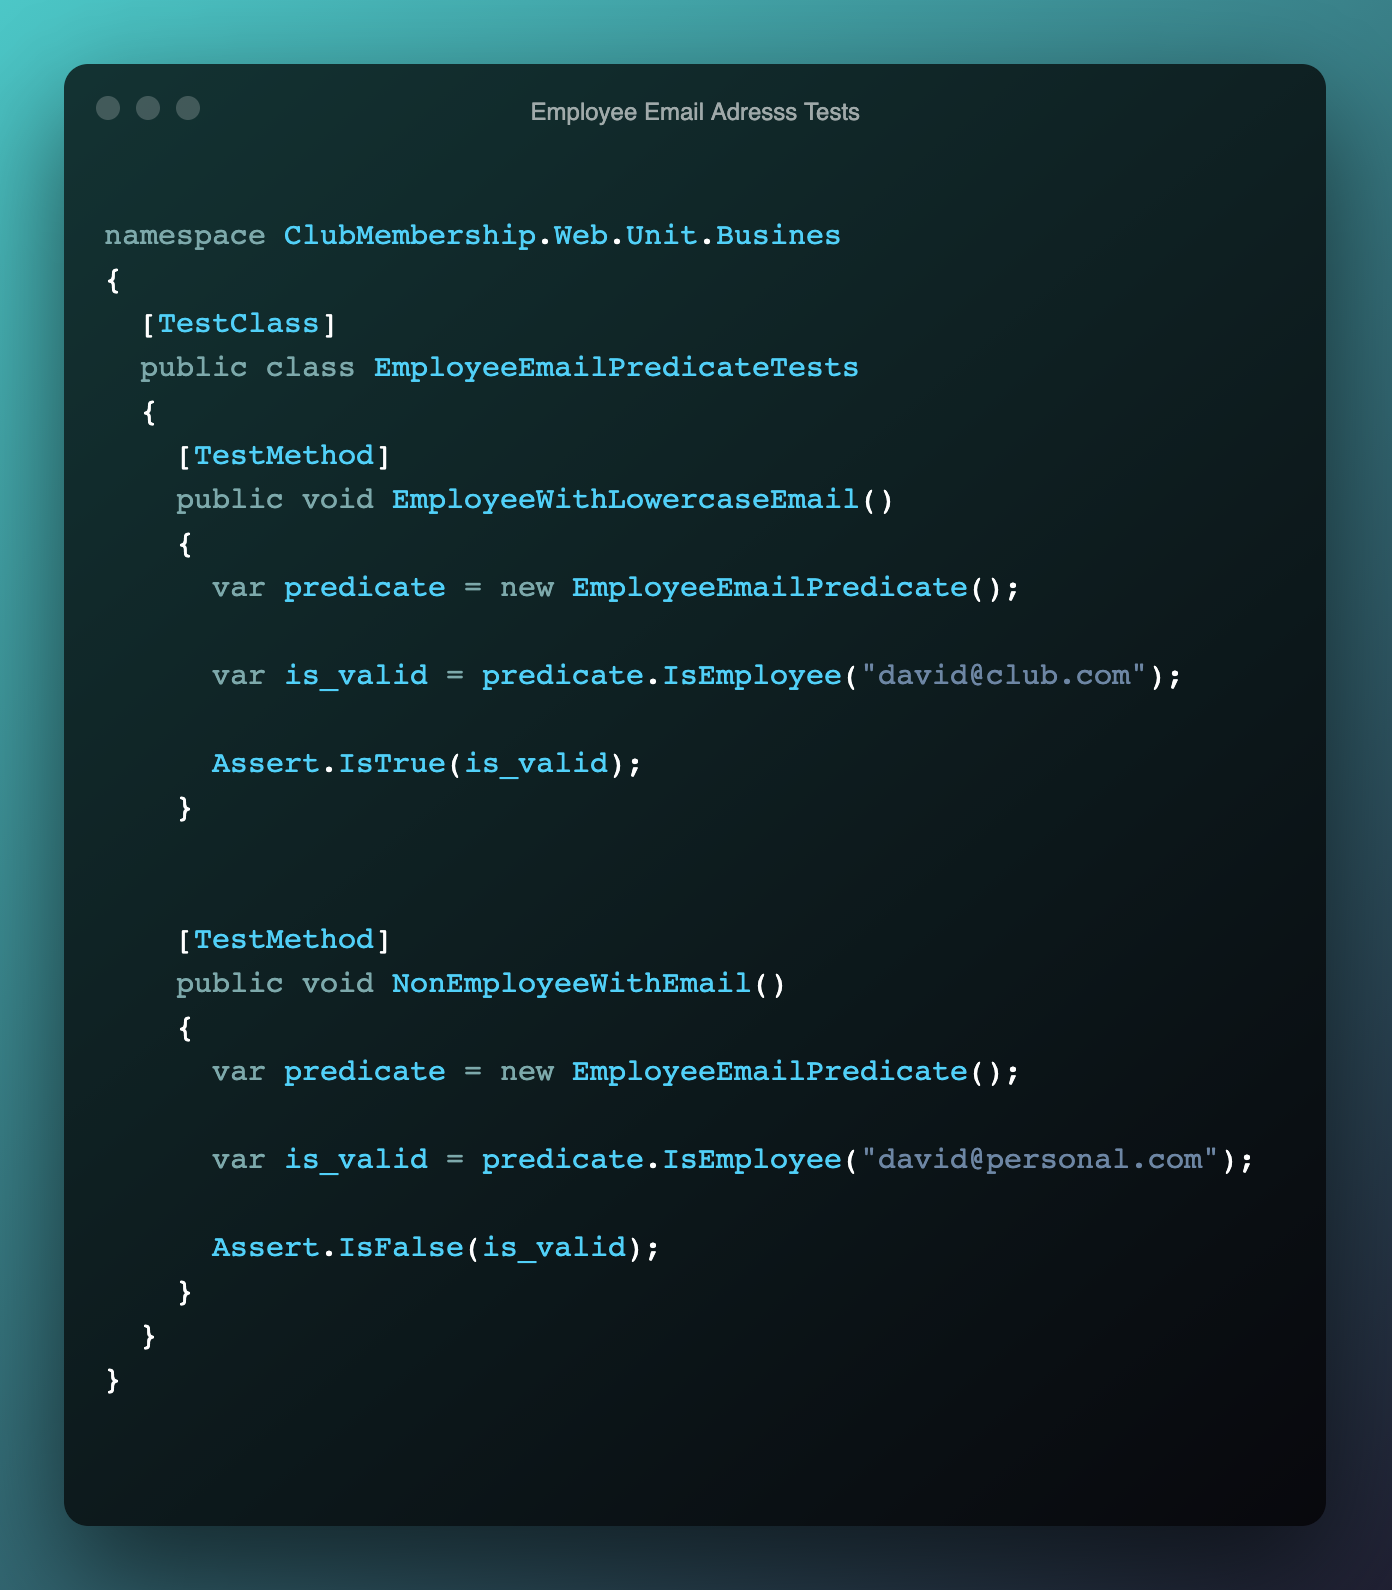 Employee Email Adresss Tests
namespace ClubMembership.Web.Unit.Busines
{
[TestClass]
public class EmployeeEmailPredicateTests
{
[TestMethod]
public void EmployeeWithLowercaseEmail()
{
var predicate = new EmployeeEmailPredicate();
var is_valid = predicate.IsEmployee("david@club.com");
Assert.IsTrue(is_valid);
}
[TestMethod]
public void NonEmployeeWithEmail()
{
var predicate = new EmployeeEmailPredicate();
var is_valid = predicate.IsEmployee("david@personal.com");
Assert.IsFalse(is_valid);
}
}
}